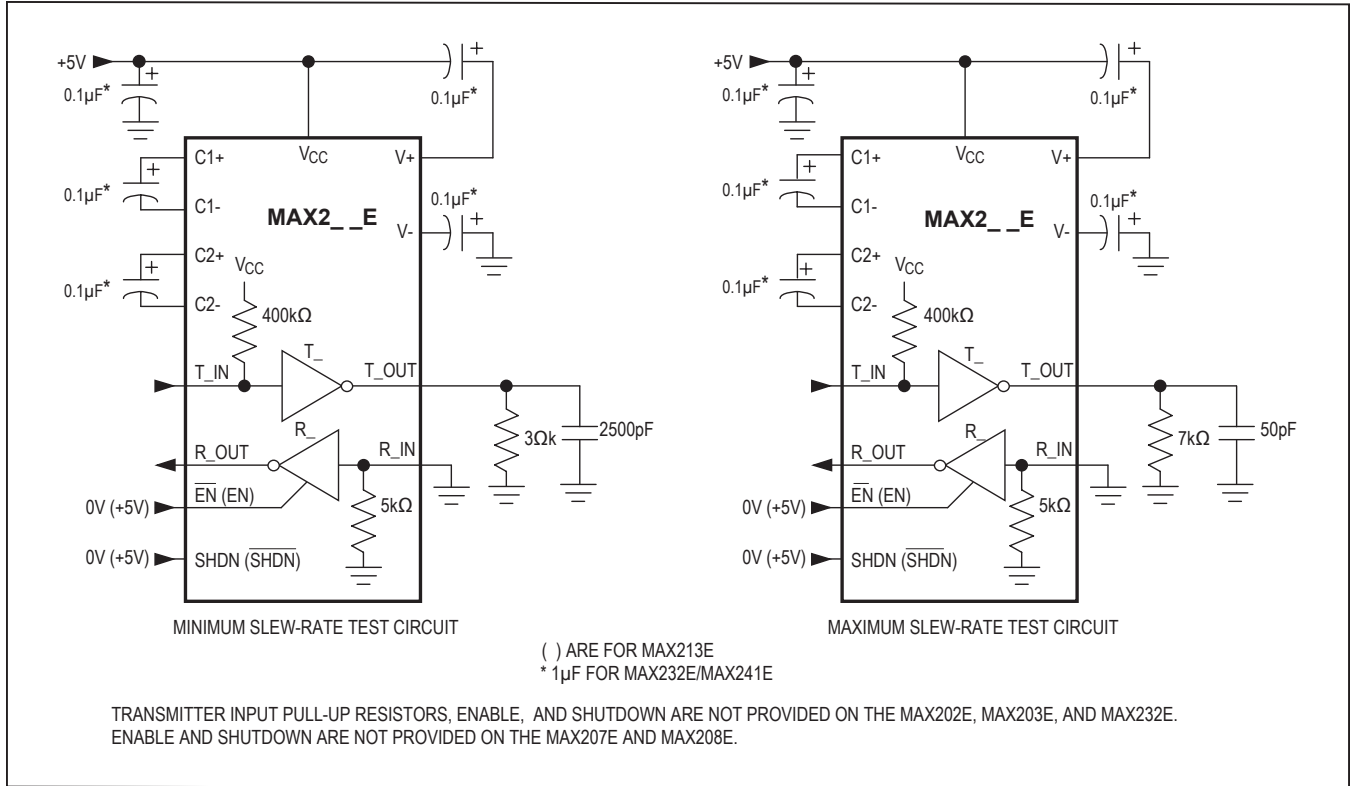 +5V
+
0.1µF*
+
0.1µF*
C1+
VCC
V+
+
0.1µF*
C1-
MAX2_ _E
0.1µF*
+
V-
C2+
VCC
+
0.1µF*
C2-
400kΩ
T_
T_IN
T_OUT
3Ωk
2500pF
R_
R_OUT
R_IN
0V (+5V)
EN (EN)
5kΩ
0V (+5V)
SHDN (SHDN)
MINIMUM SLEW-RATE TEST CIRCUIT
+5V
+
0.1µF*
+
0.1µF*
C1+
VCC
V+
+
0.1µF*
C1-
MAX2_ _E
0.1µF*
+
V-
C2+
VCC
+
0.1µF*
C2-
400kΩ
T_
T_IN
T_OUT
7kΩ
50pF
R_
R_OUT
R_IN
0V (+5V)
EN (EN)
5kΩ
0V (+5V)
SHDN (SHDN)
MAXIMUM SLEW-RATE TEST CIRCUIT
( ) ARE FOR MAX213E
* 1µF FOR MAX232E/MAX241E
TRANSMITTER INPUT PULL-UP RESISTORS, ENABLE, AND SHUTDOWN ARE NOT PROVIDED ON THE MAX202E, MAX203E, AND MAX232E.
ENABLE AND SHUTDOWN ARE NOT PROVIDED ON THE MAX207E AND MAX208E.